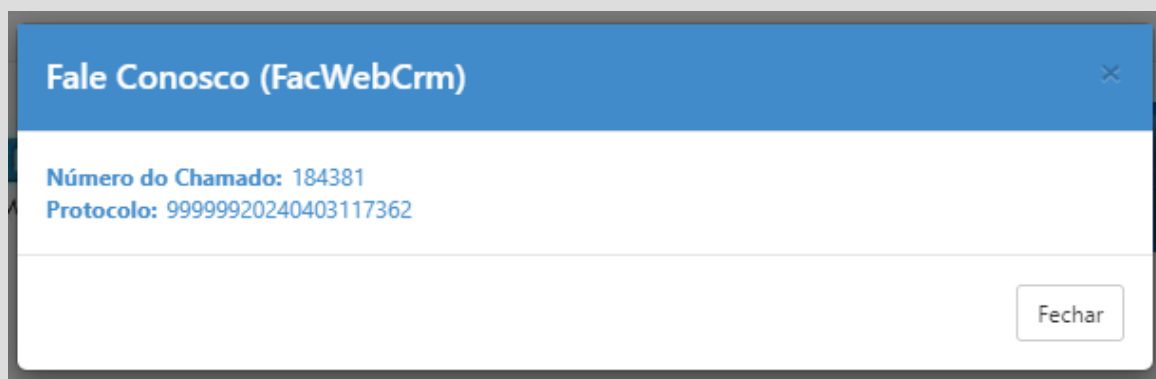 Fale Conosco (FacWebCrm)
Número do Chamado: 184381
Protocolo: 99999920240403117362
Fechar